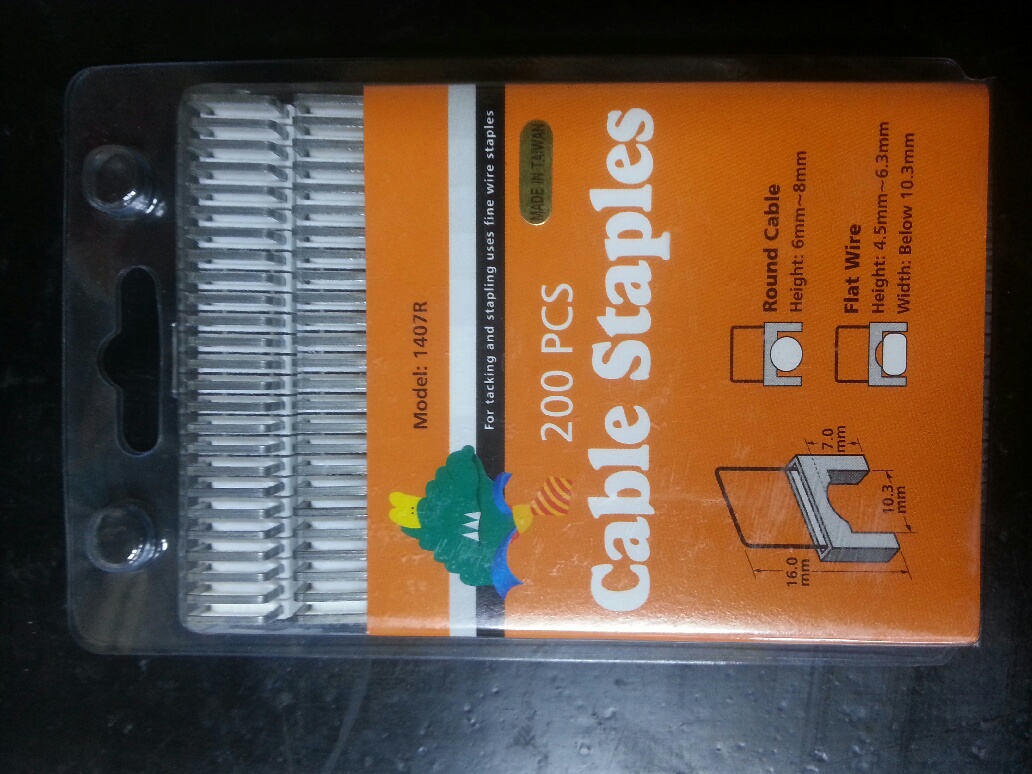 Model: 1407R
For tacking and stapling uses fine wire staples
200 PCS
MADE IN TAIWAN
Cable Staples
16.0
mm
7.0
mm
10.3
mm
Round Cable
Height: 6mm~8mm
Flat Wire
Height: 4.5mm~6.3mm
Width: Below 10.3mm